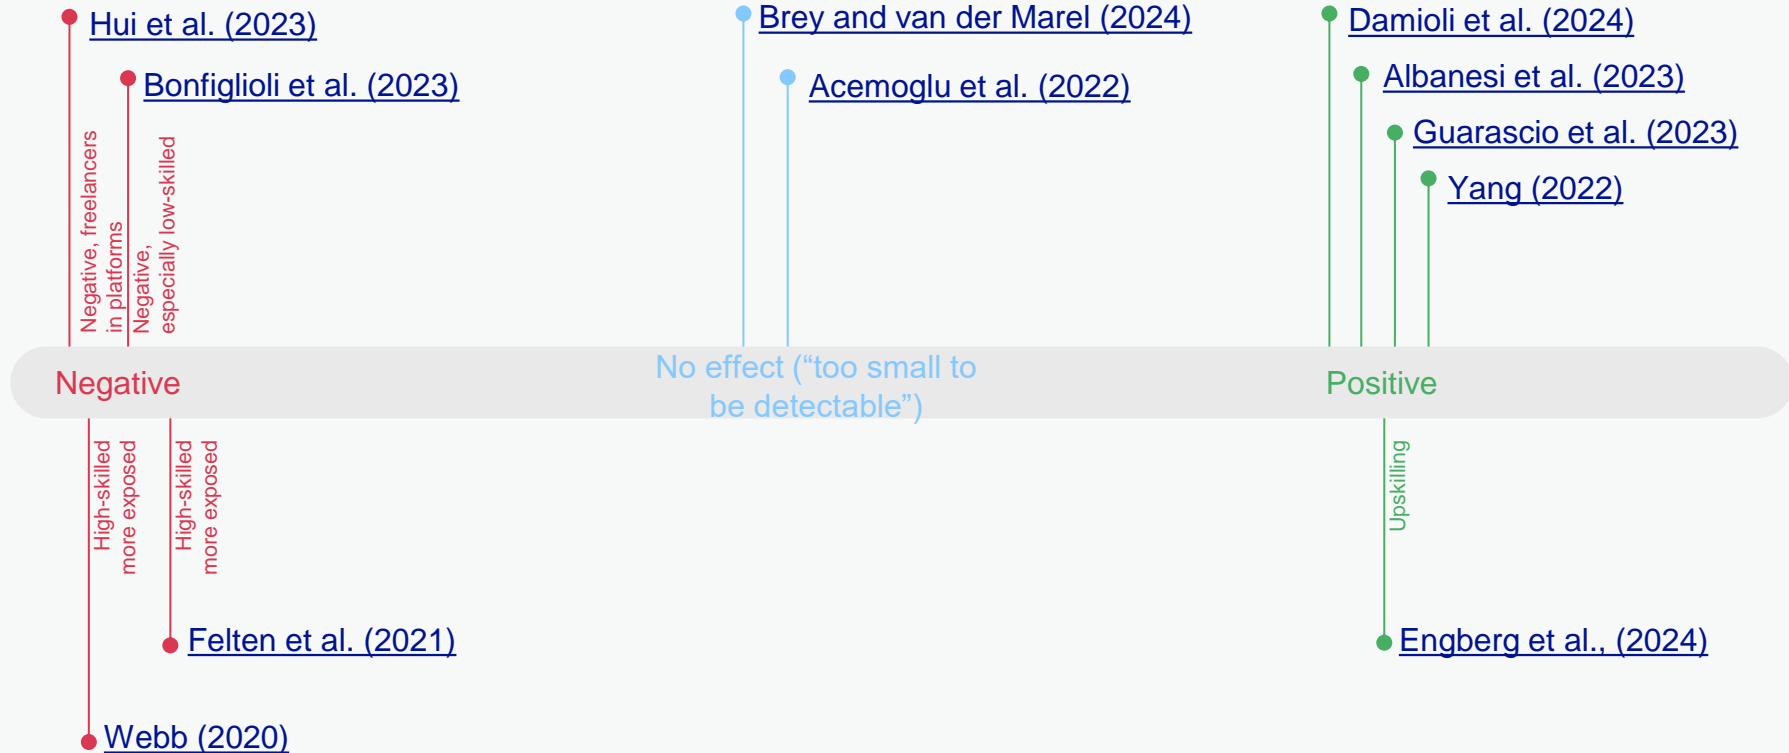 Hui et al. (2023)
Bonfiglioli et al. (2023)
Brey and van der Marel (2024)
Acemoglu et al. (2022)
Damioli et al. (2024)
Albanesi et al. (2023)
Guarascio et al. (2023)
Yang (2022)
Negative, freelancers
in platforms
Negative,
especially low-skilled
Negative
No effect (“too small to
be detectable”)
Positive
High-skilled
more exposed
High-skilled
more exposed
Upskilling
Felten et al. (2021)
Engberg et al., (2024)
Webb (2020)